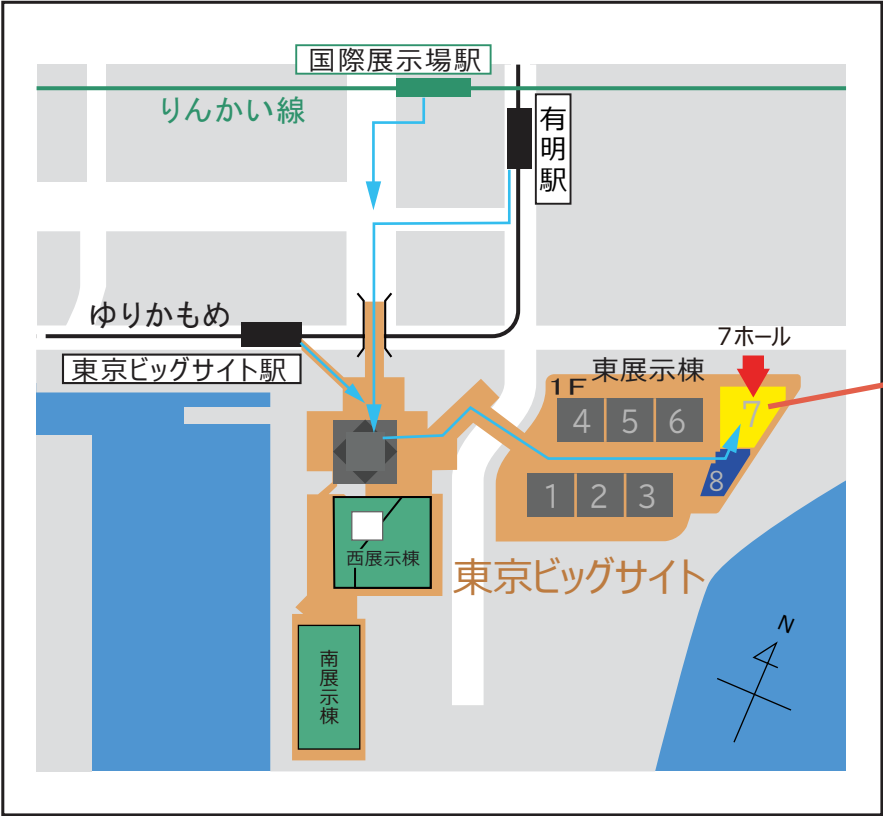 国際展示場駅
りんかい線
有明駅
ゆりかもめ
東京ビッグサイト駅
7ホール
東展示棟
1F
4 5 6
7
8
1 2 3
西展示棟
東京ビッグサイト
南展示棟
N